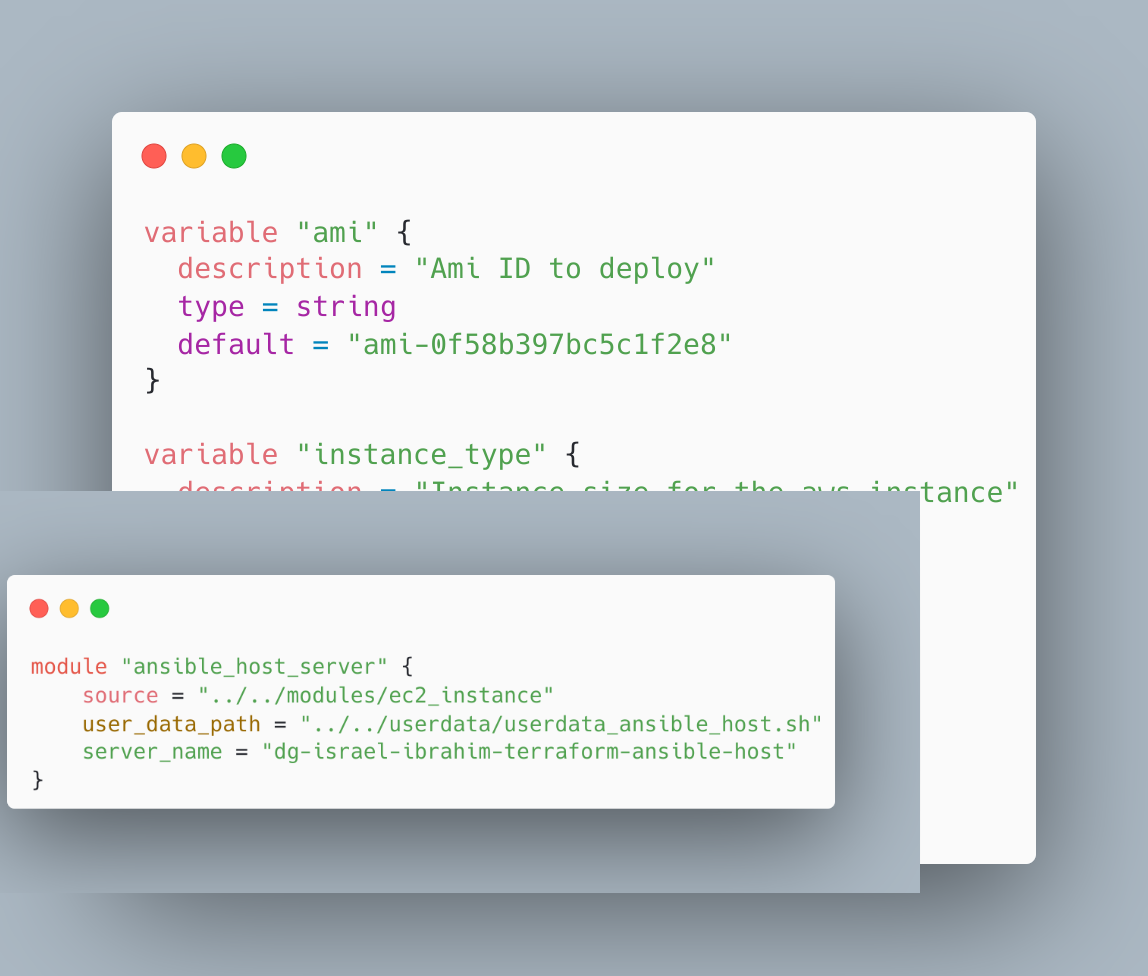 variable "ami" {
  description = "Ami ID to deploy"
  type = string
  default = "ami-0f58b397bc5c1f2e8"
}
variable "instance_type" {
  description = "Instance size for the aws instance"
module "ansible_host_server" {
    source = "../../modules/ec2_instance"
    user_data_path = "../../userdata/userdata_ansible_host.sh"
    server_name = "dg-israel-ibrahim-terraform-ansible-host"
}